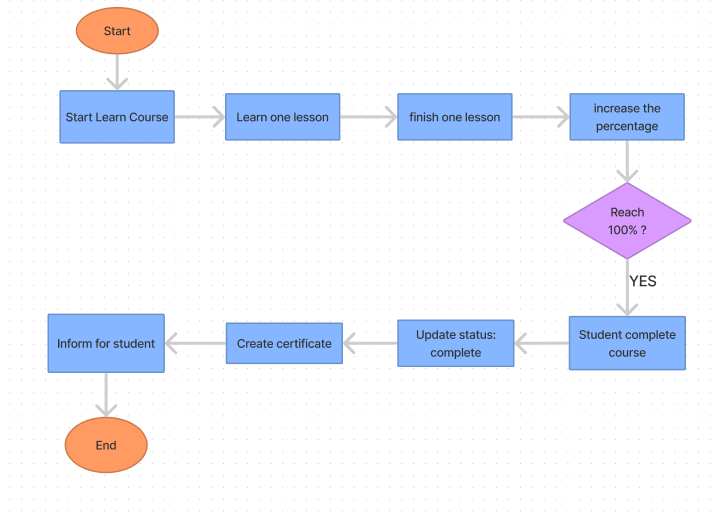 Start
Start Learn Course
Learn one lesson
finish one lesson
increase the
percentage
Reach
100% ?
YES
Student complete
course
Update status:
complete
Create certificate
Inform for student
End